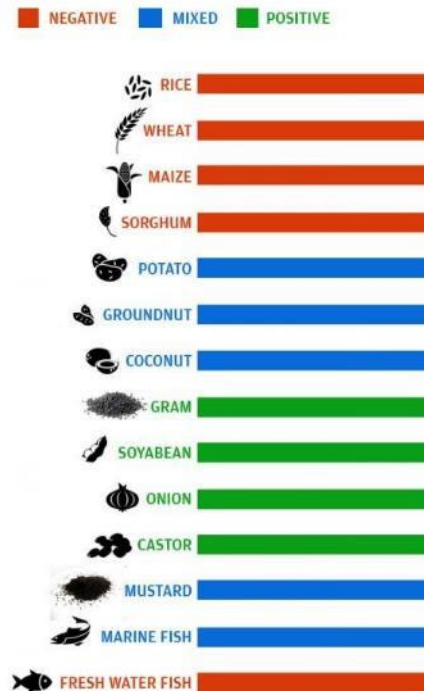 NEGATIVE MIXED POSITIVE
RICE
WHEAT
MAIZE
SORGHUM
POTATO
GROUNDNUT
COCONUT
GRAM
SOYABEAN
ONION
CASTOR
MUSTARD
MARINE FISH
FRESH WATER FISH